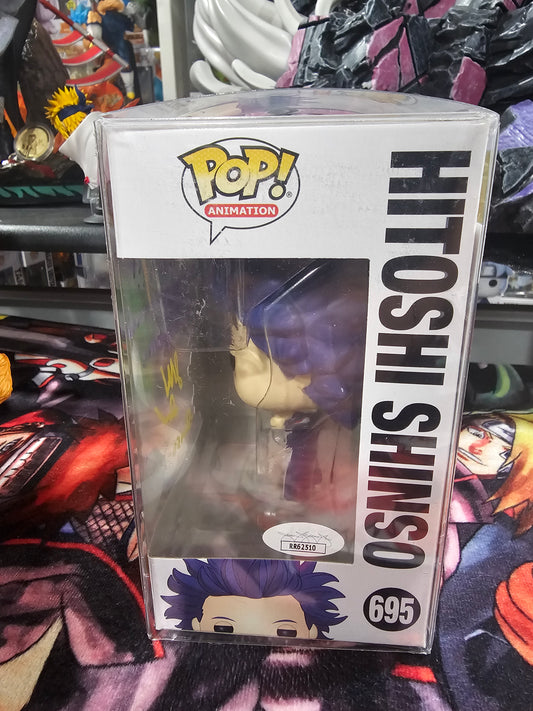 POP!
®
ANIMATION
HITOSHI SHINSO
RR62510
695